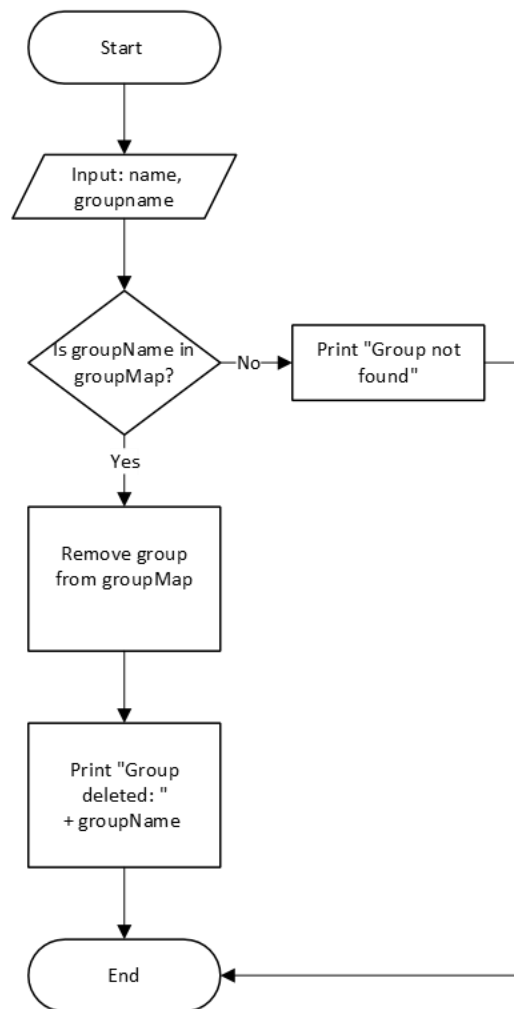 Start
Input: name,
groupname
Is groupName in
groupMap?
No
Print "Group not
found"
Yes
Remove group
from groupMap
Print "Group
deleted: "
+ groupName
End